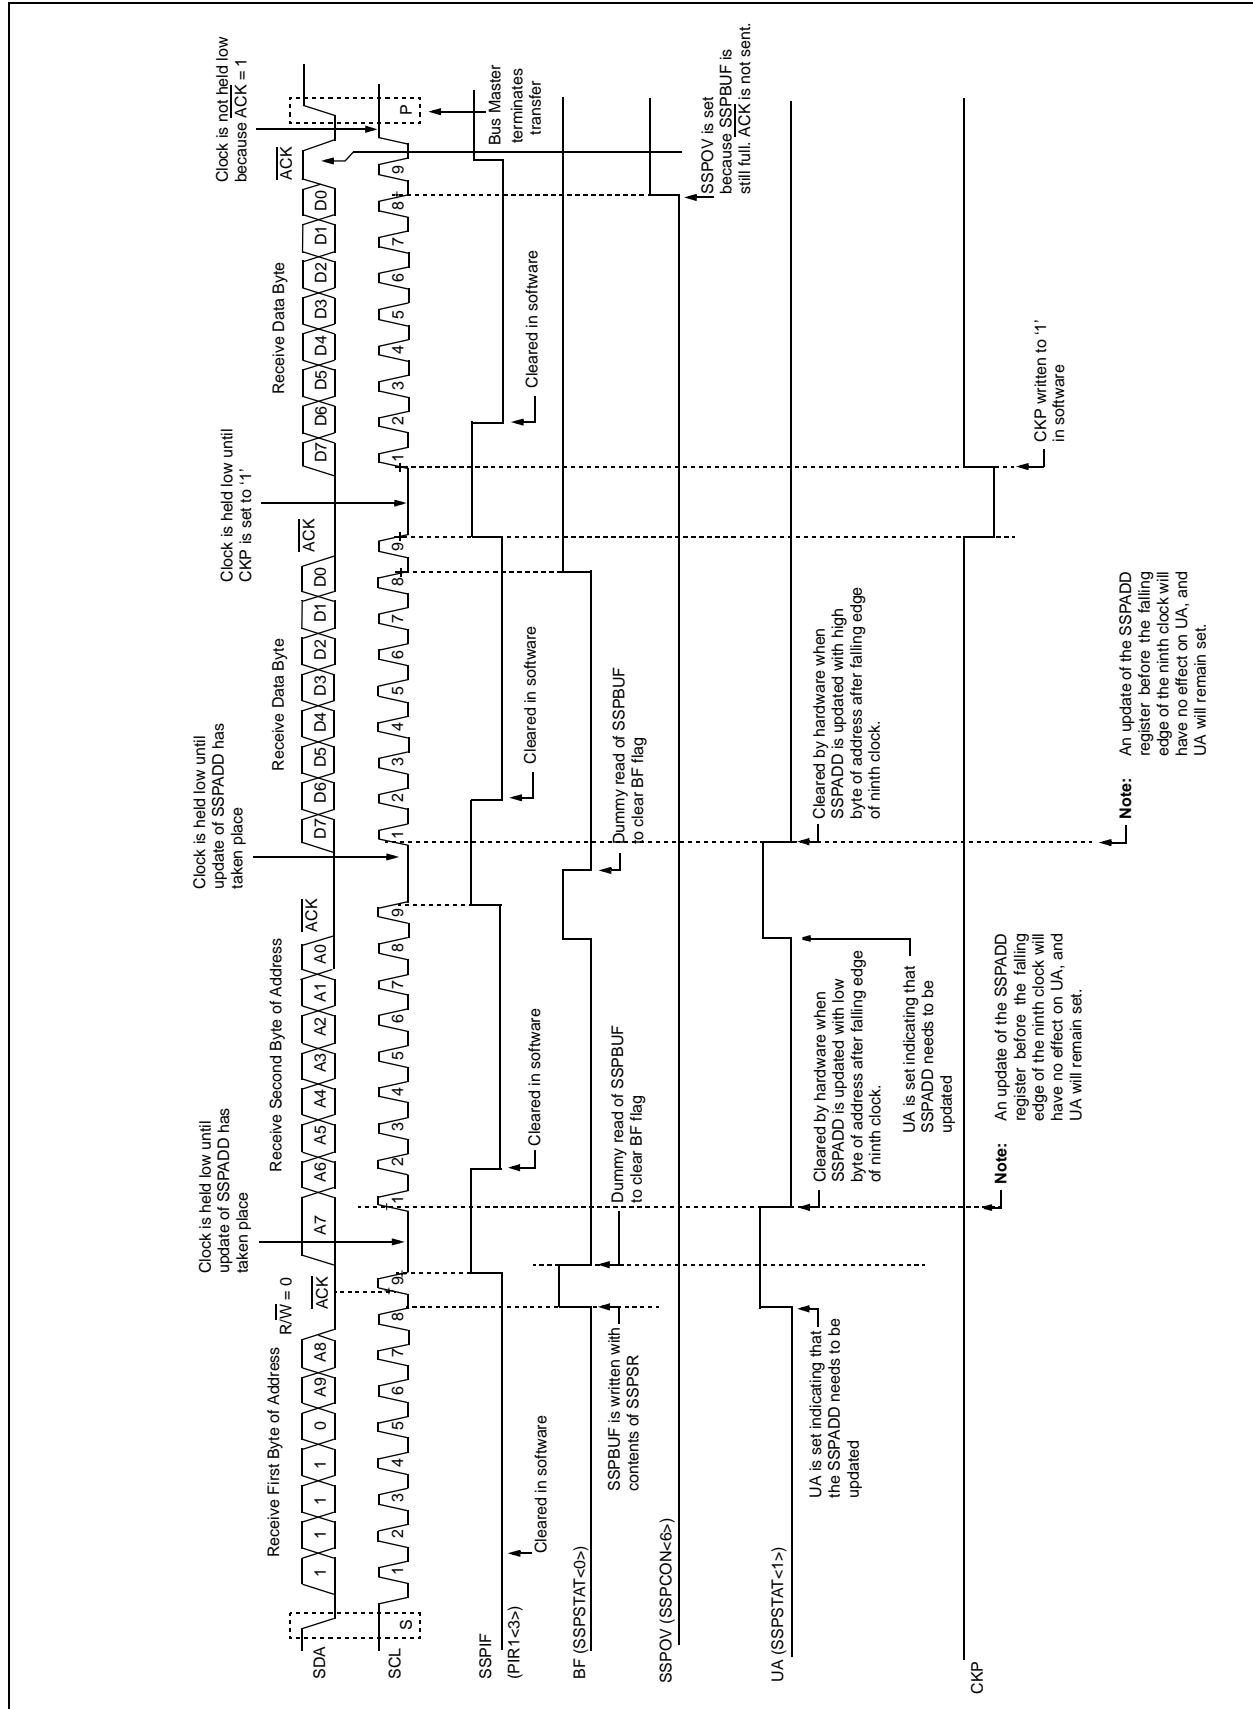 Clock is not held low
because ACK = 1
Clock is held low until
CKP is set to ‘1’
Clock is held low until
update of SSPADD has
taken place
Clock is held low until
update of SSPADD has
taken place
Receive First Byte of Address
R/W = 0
ACK
Receive Second Byte of Address
ACK
Receive Data Byte
ACK
Receive Data Byte
ACK
SDA
1 1 1 1 0 A9 A8
A7 A6 A5 A4 A3 A2 A1 A0
D7 D6 D5 D4 D3 D2 D1 D0
D7 D6 D5 D4 D3 D2 D1 D0
SCL
S
1 2 3 4 5 6 7 8 9
1 2 3 4 5 6 7 8 9
1 2 3 4 5 6 7 8 9
1 2 3 4 5 6 7 8 9
P
Bus Master
terminates
transfer
SSPIF
(PIR1<3>)
Cleared in software
Cleared in software
Cleared in software
Cleared in software
BF (SSPSTAT<0>)
SSPBUF is written with
contents of SSPSR
Dummy read of SSPBUF
to clear BF flag
Dummy read of SSPBUF
to clear BF flag
SSPOV (SSPCON<6>)
SSPOV is set
because SSPBUF is
still full. ACK is not sent.
UA (SSPSTAT<1>)
UA is set indicating that
the SSPADD needs to be
updated
Cleared by hardware when
SSPADD is updated with low
byte of address after falling edge
of ninth clock.
UA is set indicating that
SSPADD needs to be
updated
Cleared by hardware when
SSPADD is updated with high
byte of address after falling edge
of ninth clock.
CKP
CKP written to ‘1’
in software
Note: An update of the SSPADD
register before the falling
edge of the ninth clock will
have no effect on UA, and
UA will remain set.
Note: An update of the SSPADD
register before the falling
edge of the ninth clock will
have no effect on UA, and
UA will remain set.